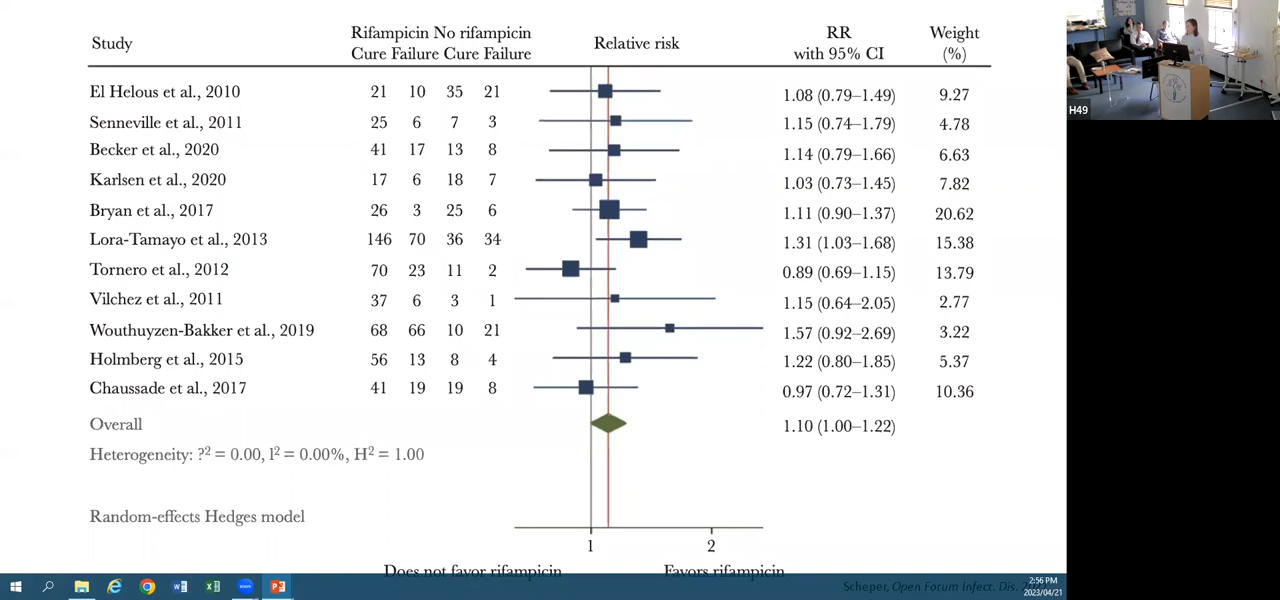 Study Rifampicin No rifampicin Relative risk RR Weight
Cure Failure Cure Failure with 95% CI (%)
El Helous et al., 2010 21 10 35 21 1.08 (0.79–1.49) 9.27
Senneville et al., 2011 25 6 7 3 1.15 (0.74–1.79) 4.78
Becker et al., 2020 41 17 13 8 1.14 (0.79–1.66) 6.63
Karlsen et al., 2020 17 6 18 7 1.03 (0.73–1.45) 7.82
Bryan et al., 2017 26 3 25 6 1.11 (0.90–1.37) 20.62
Lora-Tamayo et al., 2013 146 70 36 34 1.31 (1.03–1.68) 15.38
Tornero et al., 2012 70 23 11 2 0.89 (0.69–1.15) 13.79
Vilchez et al., 2011 37 6 3 1 1.15 (0.64–2.05) 2.77
Wouthuyzen-Bakker et al., 2019 68 66 10 21 1.57 (0.92–2.69) 3.22
Holmberg et al., 2015 56 13 8 4 1.22 (0.80–1.85) 5.37
Chaussade et al., 2017 41 19 19 8 0.97 (0.72–1.31) 10.36
Overall 1.10 (1.00–1.22)
Heterogeneity: ?² = 0.00, I² = 0.00%, H² = 1.00
Random-effects Hedges model
1 2
Does not favor rifampicin Favors rifampicin
Scheper, Open Forum Infect. Dis.
2:56 PM
2023/04/21
H49